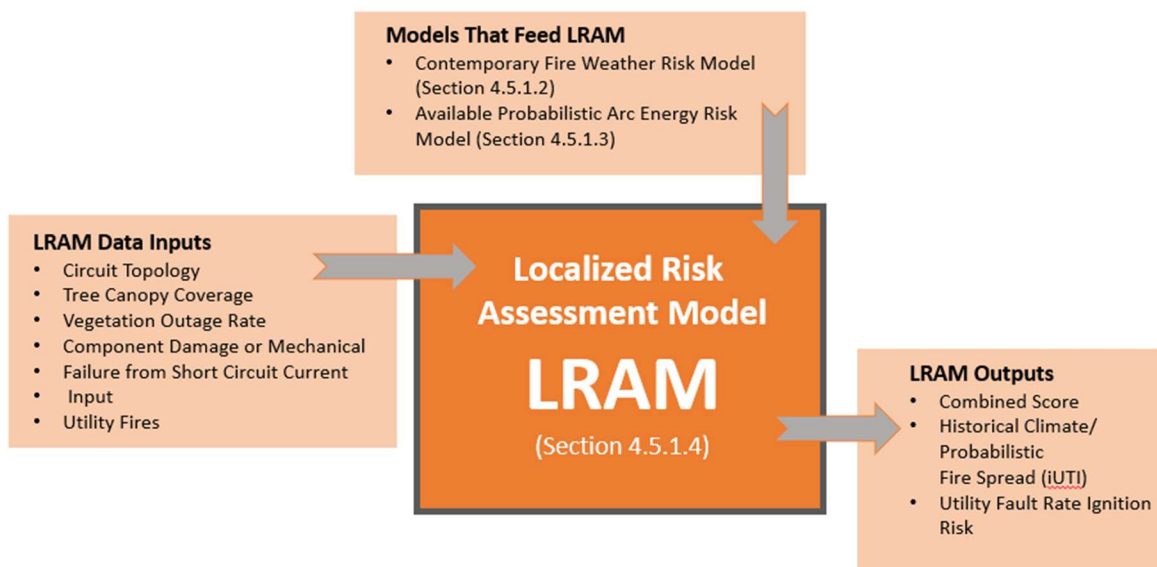 Models That Feed LRAM
• Contemporary Fire Weather Risk Model
(Section 4.5.1.2)
• Available Probabilistic Arc Energy Risk
Model (Section 4.5.1.3)
LRAM Data Inputs
• Circuit Topology
• Tree Canopy Coverage
• Vegetation Outage Rate
• Component Damage or Mechanical
• Failure from Short Circuit Current
• Input
• Utility Fires
Localized Risk
Assessment Model
LRAM
(Section 4.5.1.4)
LRAM Outputs
• Combined Score
• Historical Climate/
Probabilistic
Fire Spread (iUTI)
• Utility Fault Rate Ignition
Risk